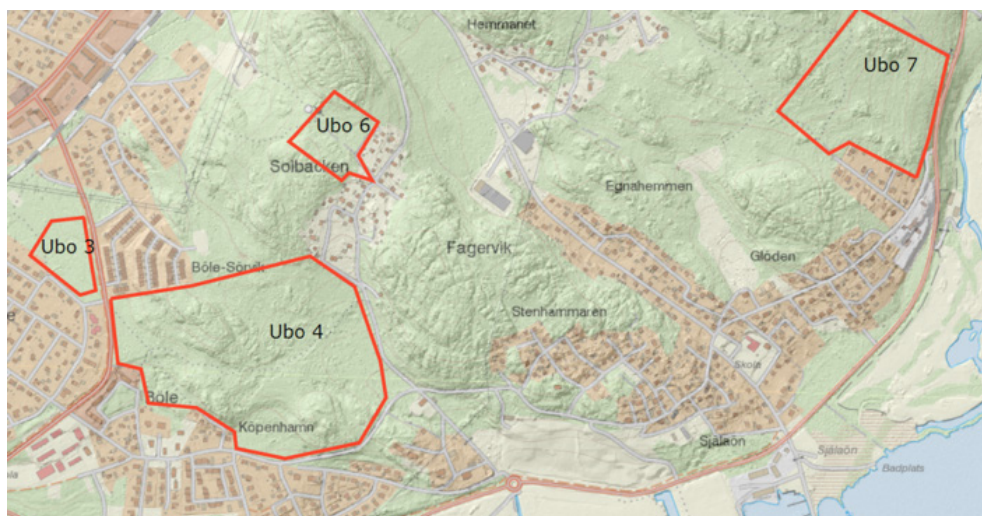 Hemmanet
Ubo 7
Ubo 6
Solbacken
Egnahemmen
Ubo 3
Fagervik
Glöden
Böle-Sörvik
Stenhammaren
Ubo 4
Skola
Böle
Köpenhamn
Själaön
Själaön
Badplats